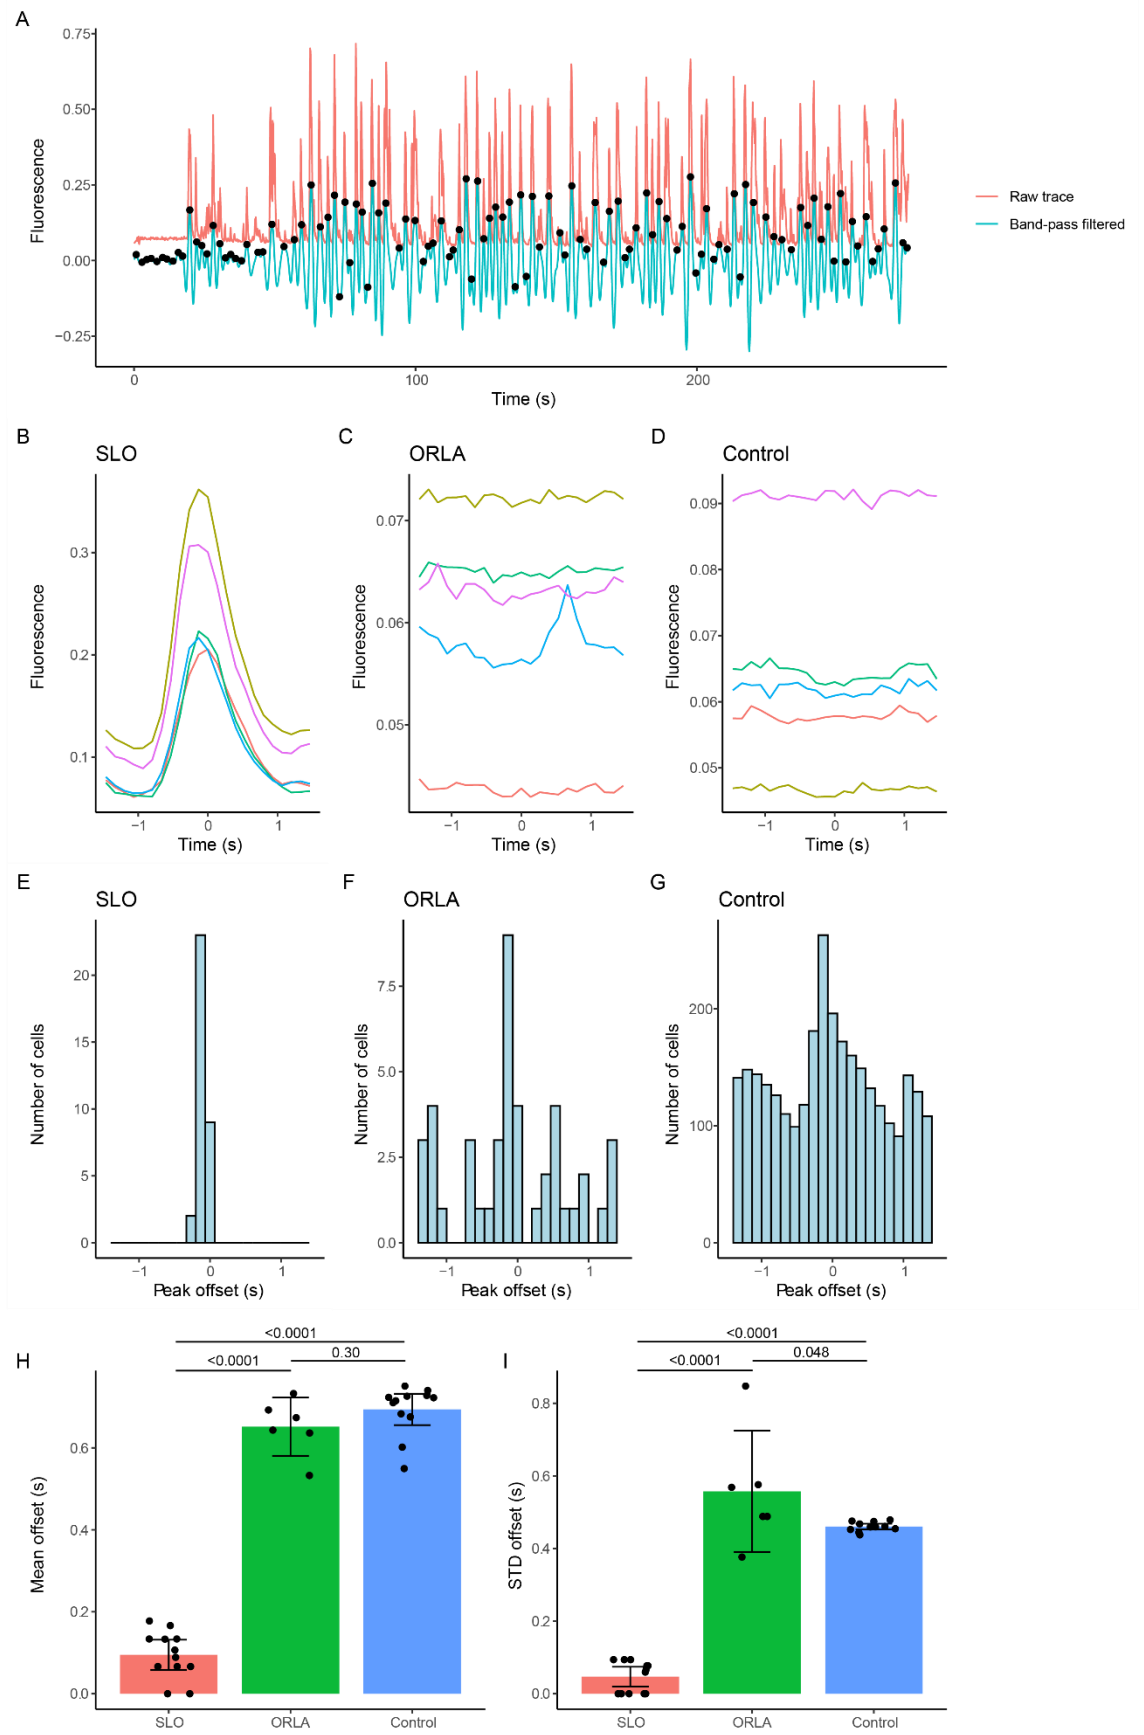 A
0.75
0.50
0.25
0.00
−0.25
Fluorescence
0
100
200
Time (s)
Raw trace
Band-pass filtered
B
SLO
0.3
0.2
0.1
Fluorescence
−1
0
1
Time (s)
C
ORLA
0.07
0.06
0.05
Fluorescence
−1
0
1
Time (s)
D
Control
0.09
0.08
0.07
0.06
0.05
Fluorescence
−1
0
1
Time (s)
E
SLO
20
15
10
5
0
Number of cells
−1
0
1
Peak offset (s)
F
ORLA
7.5
5.0
2.5
0.0
Number of cells
−1
0
1
Peak offset (s)
G
Control
200
100
0
Number of cells
−1
0
1
Peak offset (s)
H
<0.0001
<0.0001
0.30
0.6
0.4
0.2
0.0
Mean offset (s)
SLO
ORLA
Control
I
<0.0001
<0.0001
0.048
0.8
0.6
0.4
0.2
0.0
STD offset (s)
SLO
ORLA
Control